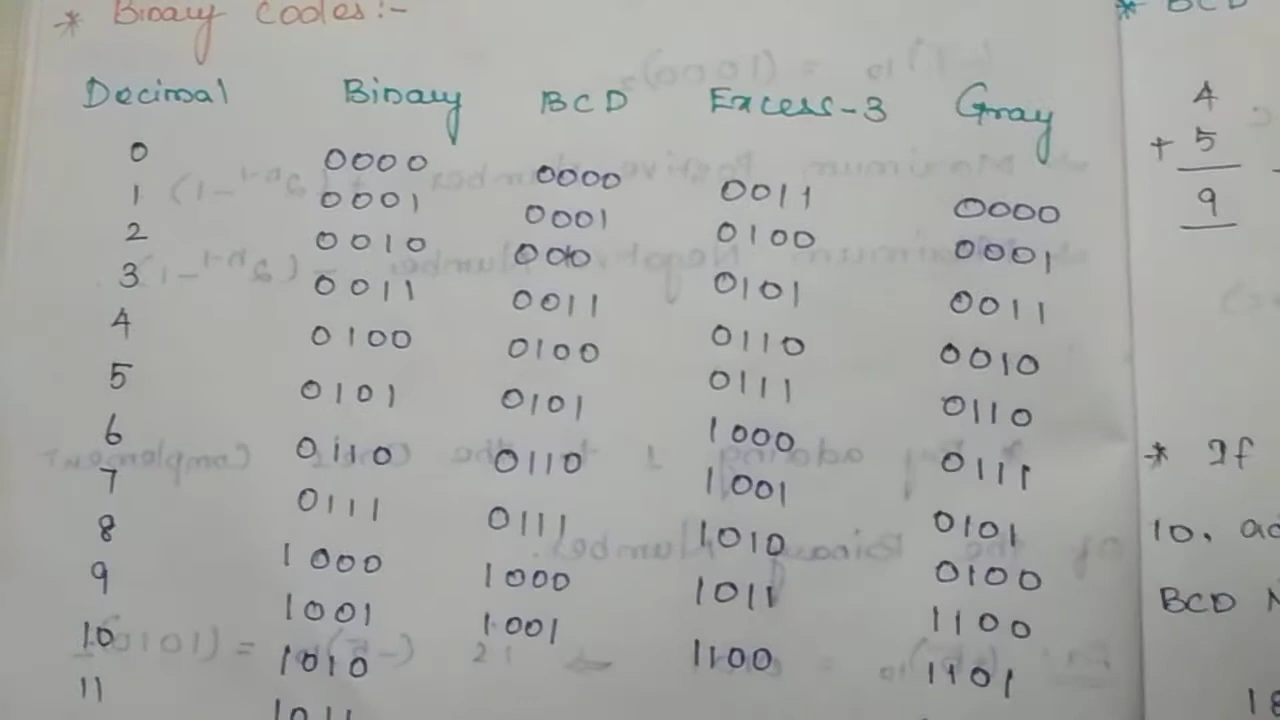 * Binary Codes:-
Decimal Binary BCD Excess-3 Gray
0 0000 0000 0011 0000
1 0001 0001 0100 0001
2 0010 0010 0101 0011
3 0011 0011 0110 0010
4 0100 0100 0111 0110
5 0101 0101 1000 0111
6 0110 0110 1001 0101
7 0111 0111 1010 0100
8 1000 1000 1011 1100
9 1001 1001 1100 1101
10 1010
11 1011
* BCD
4
+ 5
9
* If
10. ad
BCD N
18